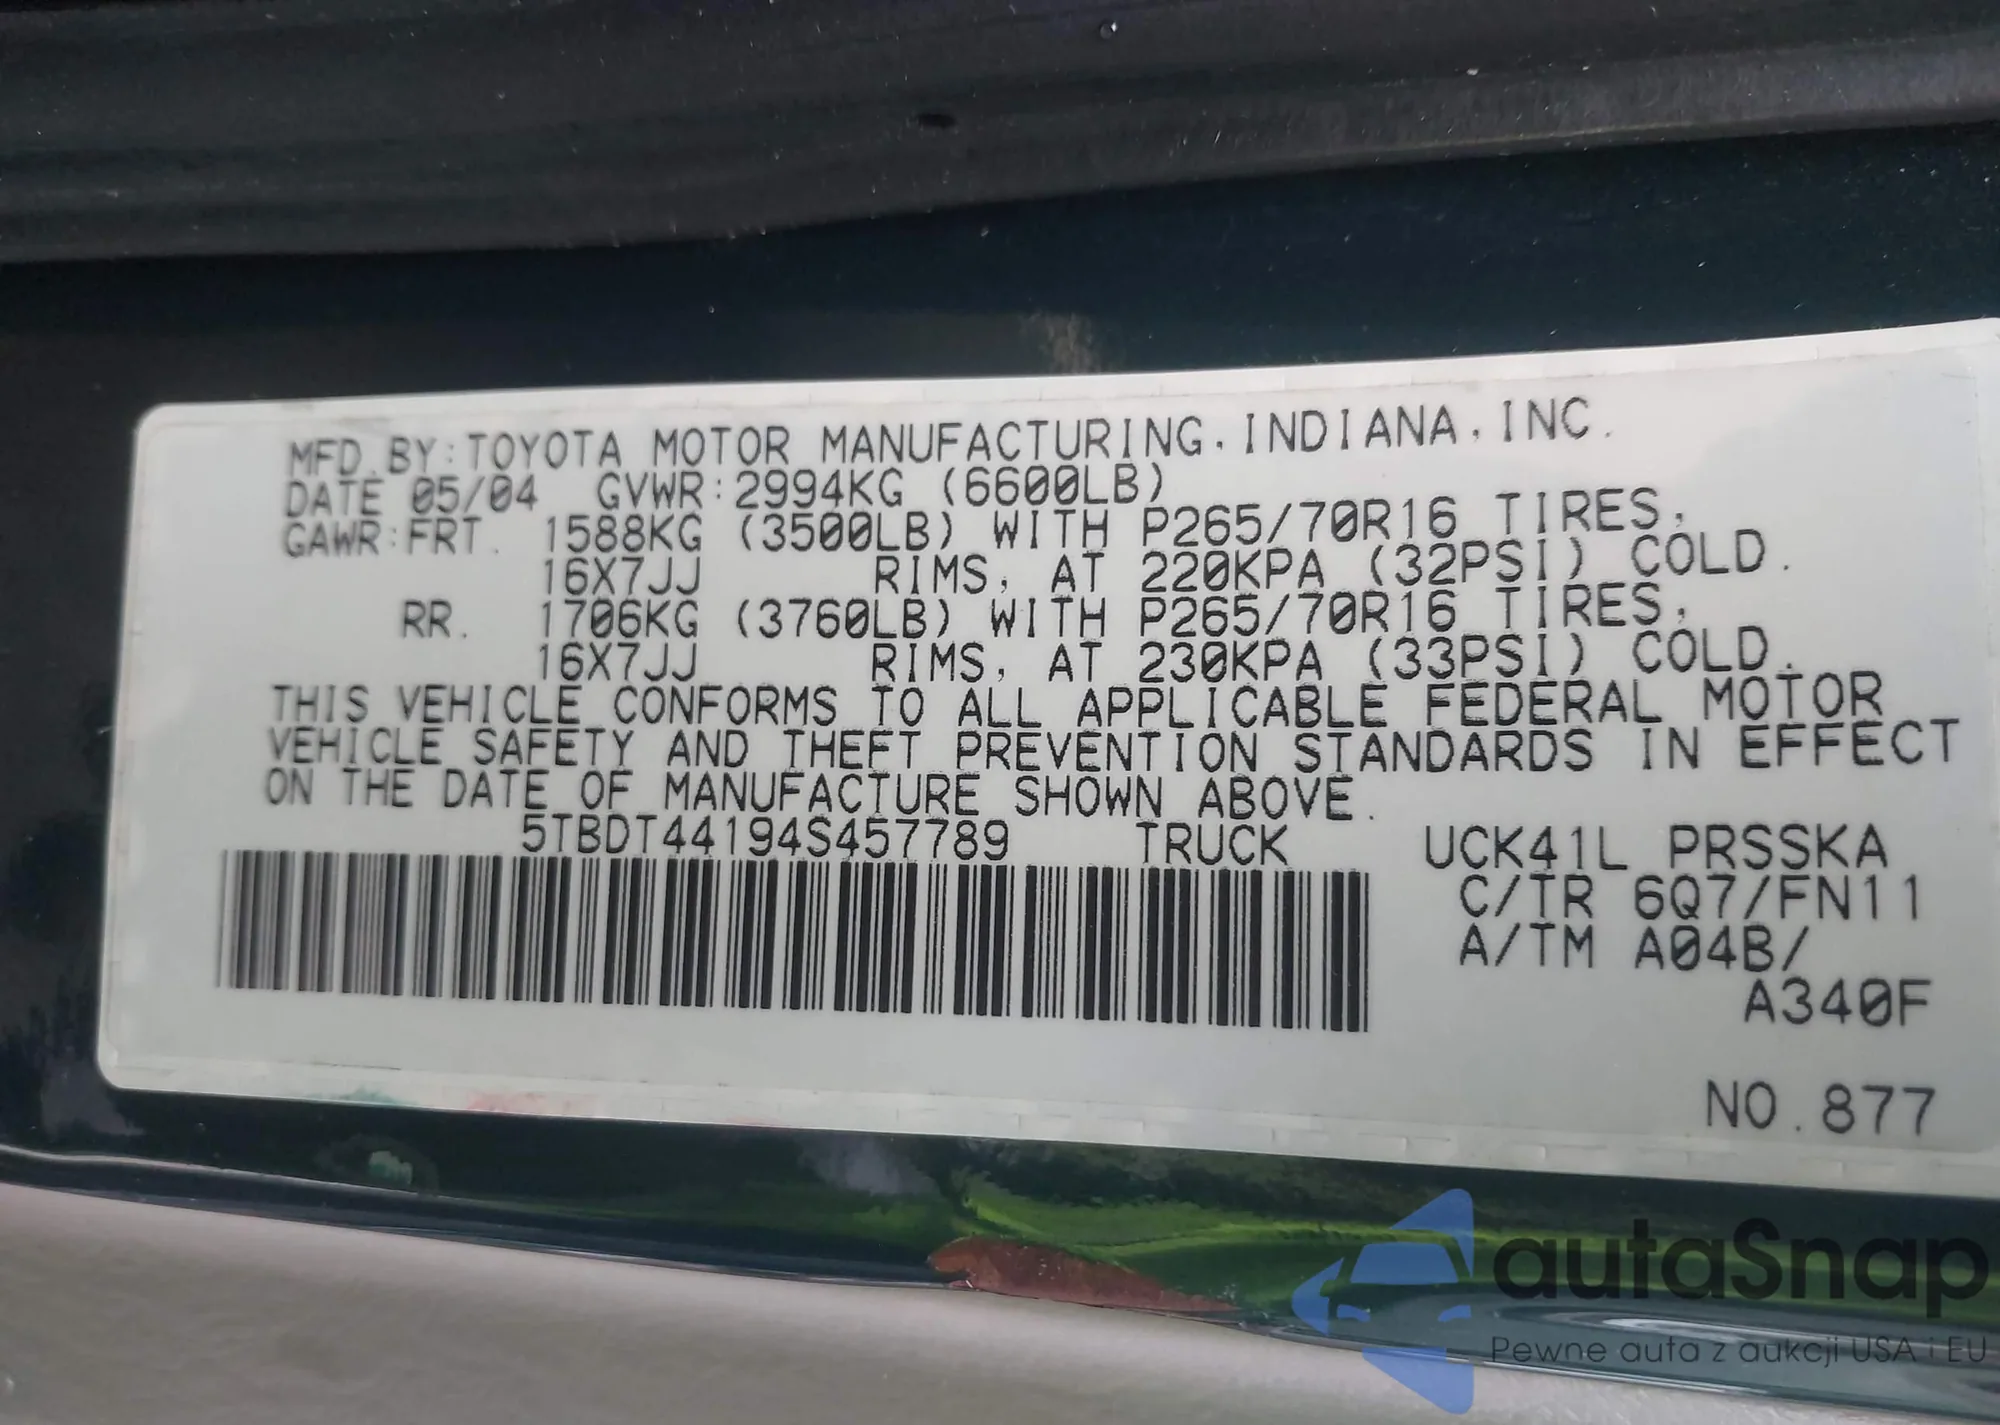 MFD.BY:TOYOTA MOTOR MANUFACTURING,INDIANA,INC.
DATE 05/04 GVWR:2994KG (6600LB)
GAWR:FRT. 1588KG (3500LB) WITH P265/70R16 TIRES,
16X7JJ RIMS, AT 220KPA (32PSI) COLD.
RR. 1706KG (3760LB) WITH P265/70R16 TIRES,
16X7JJ RIMS, AT 230KPA (33PSI) COLD.
THIS VEHICLE CONFORMS TO ALL APPLICABLE FEDERAL MOTOR
VEHICLE SAFETY AND THEFT PREVENTION STANDARDS IN EFFECT
ON THE DATE OF MANUFACTURE SHOWN ABOVE.
5TBDT44194S457789 TRUCK UCK41L PRSSKA
C/TR 6Q7/FN11
A/TM A04B/
A340F
NO.877
autaSnap
Pewne auta z aukcji USA i EU